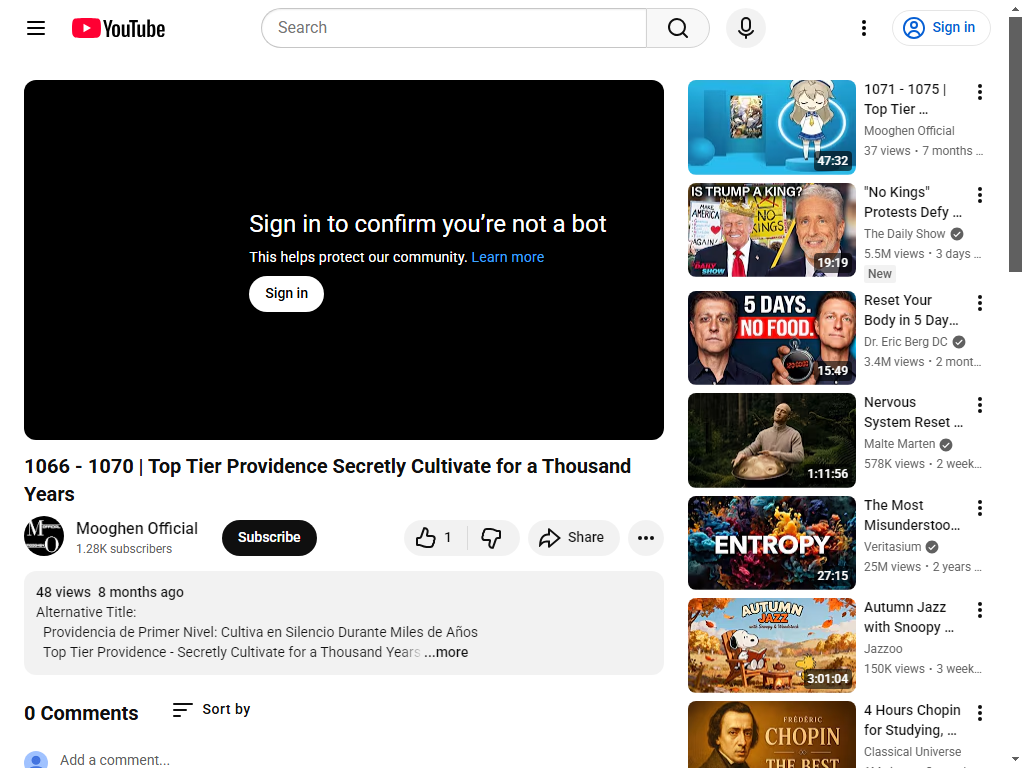 YouTube
Search
Sign in
Sign in to confirm you’re not a bot
This helps protect our community. Learn more
Sign in
1066 - 1070 | Top Tier Providence Secretly Cultivate for a Thousand
Years
Mooghen Official
1.28K subscribers
Subscribe
1
Share
48 views 8 months ago
Alternative Title:
Providencia de Primer Nivel: Cultiva en Silencio Durante Miles de Años
Top Tier Providence - Secretly Cultivate for a Thousand Years ...more
0 Comments
Sort by
Add a comment...
47:32
1071 - 1075 |
Top Tier ...
Mooghen Official
37 views • 7 months ...
IS TRUMP A KING?
MAKE
AMERICA
AGAIN!
NO
KINGS
THE DAILY
SHOW
19:19
"No Kings"
Protests Defy ...
The Daily Show
5.5M views • 3 days ...
New
5 DAYS.
NO FOOD.
15:49
Reset Your
Body in 5 Day...
Dr. Eric Berg DC
3.4M views • 2 mont...
1:11:56
Nervous
System Reset ...
Malte Marten
578K views • 2 week...
ENTROPY
27:15
The Most
Misunderstoo...
Veritasium
25M views • 2 years ...
AUTUMN
JAZZ
with Snoopy & Woodstock
3:01:04
Autumn Jazz
with Snoopy ...
Jazzoo
150K views • 3 week...
FRÉDÉRIC
CHOPIN
THE BEST
4 Hours Chopin
for Studying, ...
Classical Universe